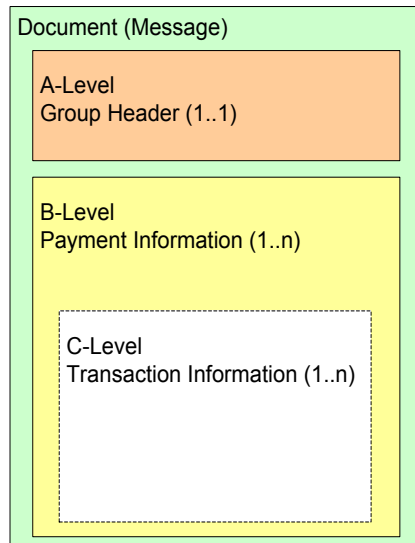 Document (Message)
A-Level
Group Header (1..1)
B-Level
Payment Information (1..n)
C-Level
Transaction Information (1..n)